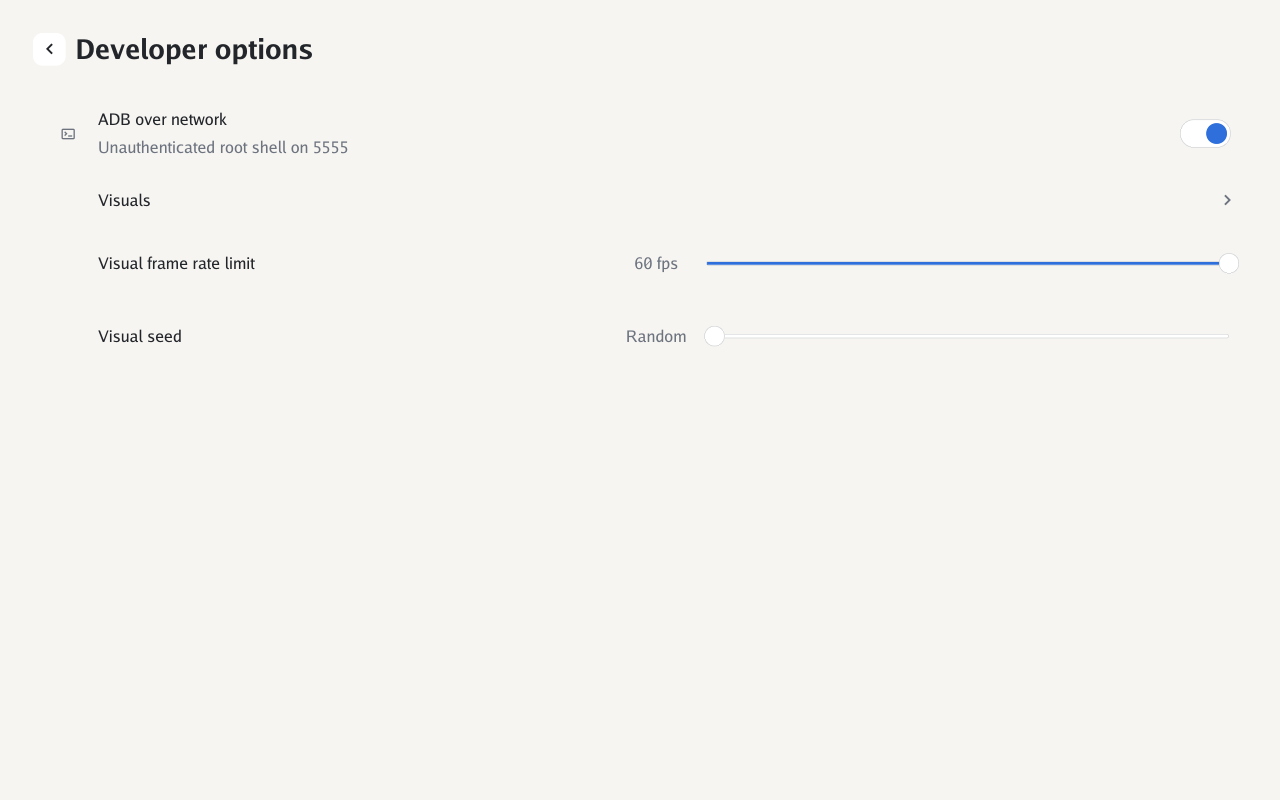 Developer options
ADB over network
Unauthenticated root shell on 5555
Visuals
Visual frame rate limit
60 fps
Visual seed
Random